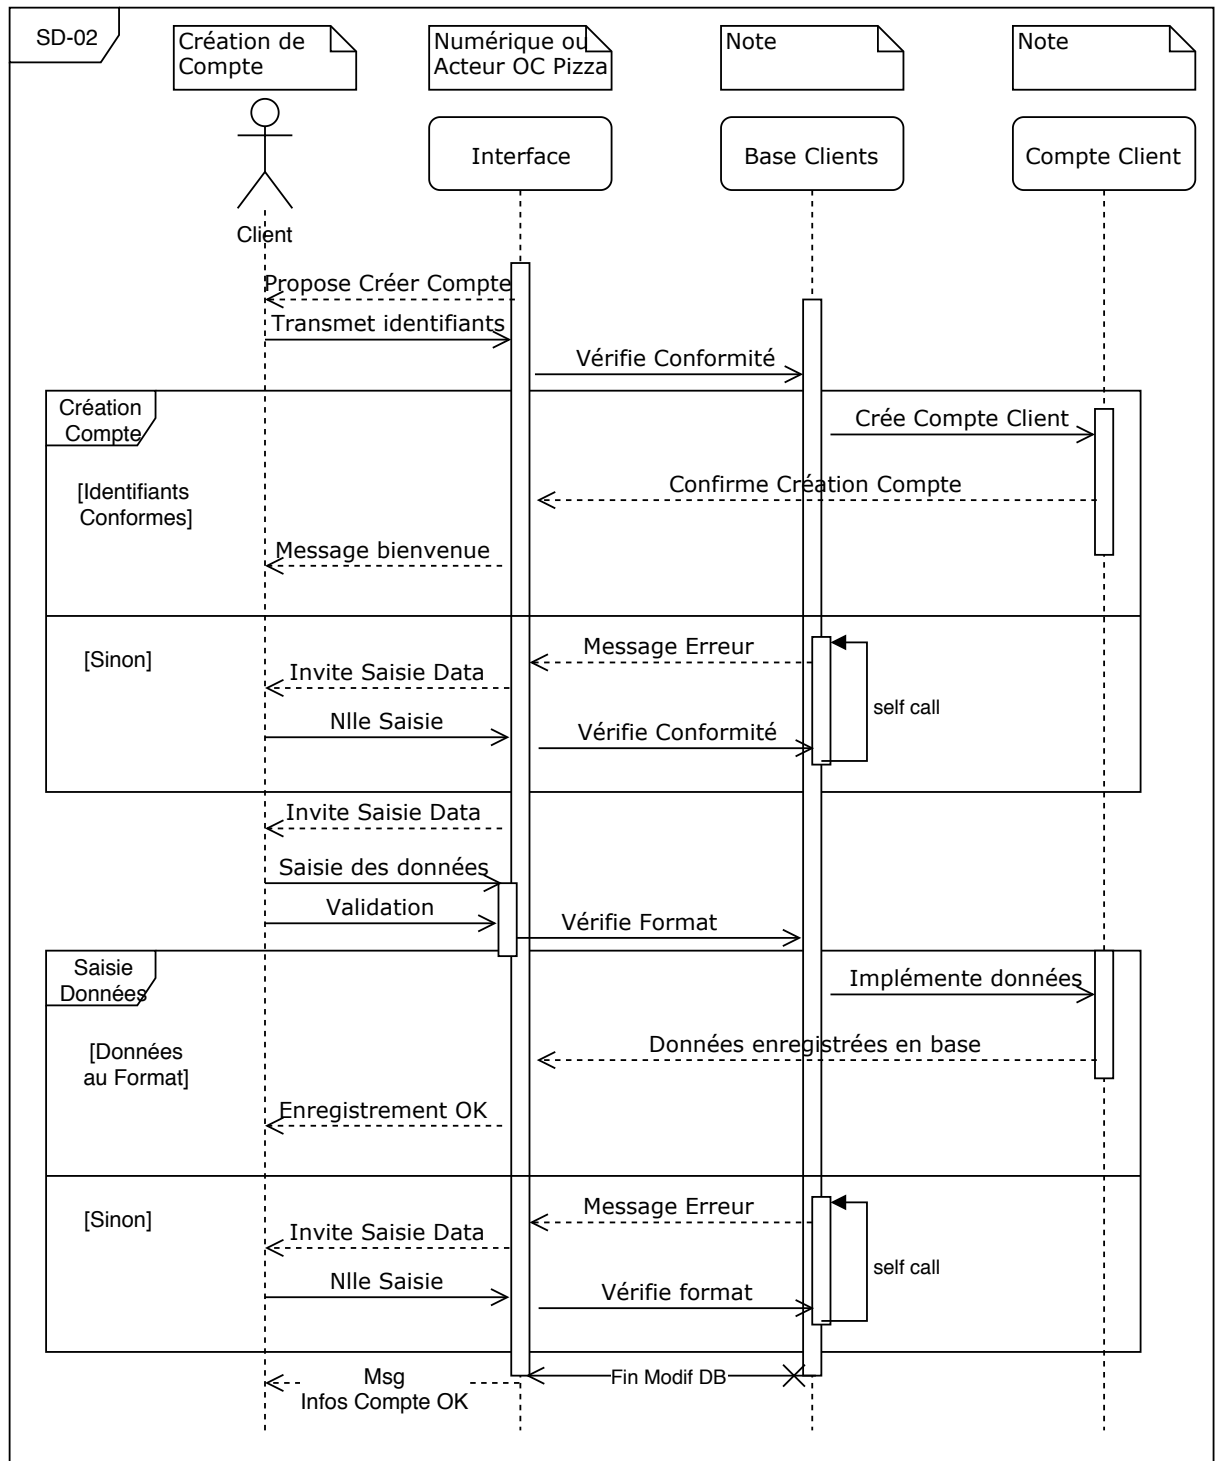 SD-02
Création de
Compte
Numérique ou
Acteur OC Pizza
Note
Note
Interface
Base Clients
Compte Client
Client
Propose Créer Compte
Transmet identifiants
Vérifie Conformité
Création
Compte
Crée Compte Client
[Identifiants
Conformes]
Confirme Création Compte
Message bienvenue
[Sinon]
Message Erreur
Invite Saisie Data
self call
Nlle Saisie
Vérifie Conformité
Invite Saisie Data
Saisie des données
Validation
Vérifie Format
Saisie
Données
Implémente données
[Données
au Format]
Données enregistrées en base
Enregistrement OK
[Sinon]
Message Erreur
Invite Saisie Data
self call
Nlle Saisie
Vérifie format
Msg
Infos Compte OK
Fin Modif DB